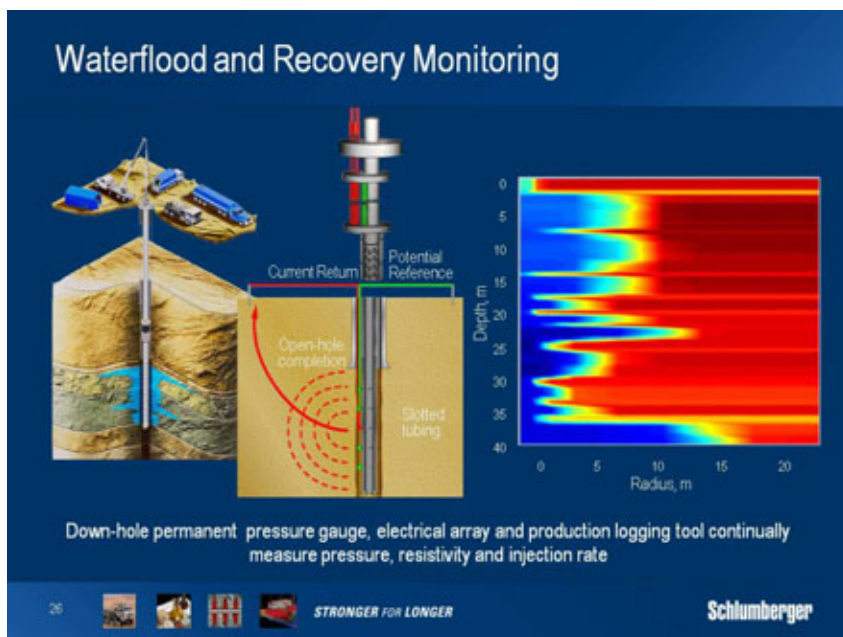 Waterflood and Recovery Monitoring
Current Return
Potential
Reference
Open-hole
completion
Slotted
tubing.
Depth, m
0
5
10
15
20
25
30
35
40
0 5 10 15 20
Radius, m
Down-hole permanent pressure gauge, electrical array and production logging tool continually
measure pressure, resistivity and injection rate
26
STRONGER FOR LONGER
Schlumberger